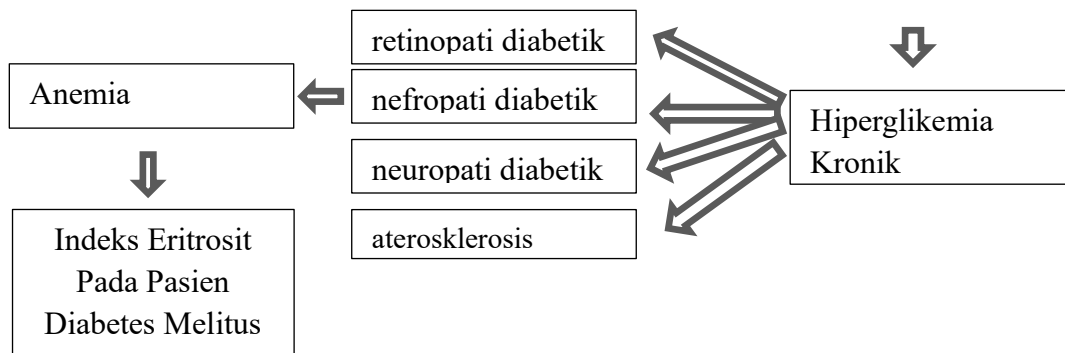 retinopati diabetik
Anemia
nefropati diabetik
Hiperglikemia
Kronik
neuropati diabetik
aterosklerosis
Indeks Eritrosit
Pada Pasien
Diabetes Melitus